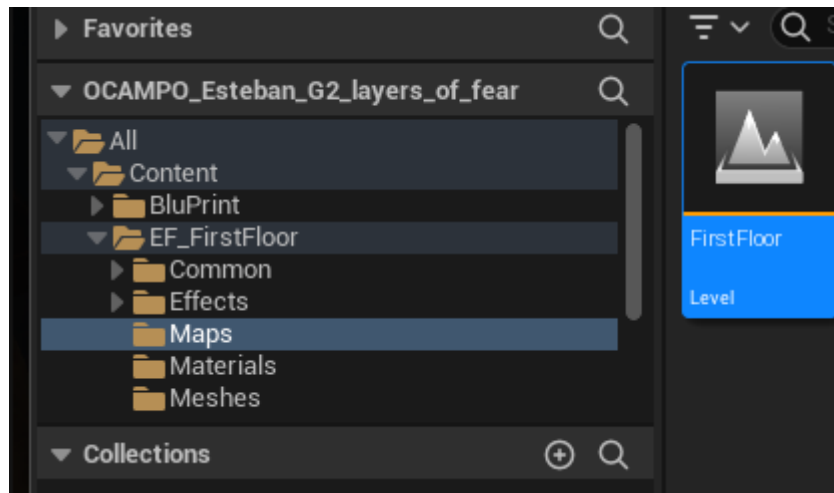 Favorites
OCAMPO_Esteban_G2_layers_of_fear
All
Content
BluPrint
EF_FirstFloor
Common
Effects
Maps
Materials
Meshes
Collections
FirstFloor
Level